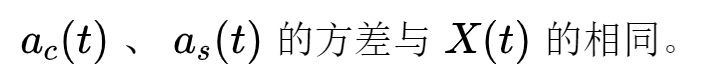 $a_c(t)$ 、 $a_s(t)$ 的方差与 $X(t)$ 的相同。